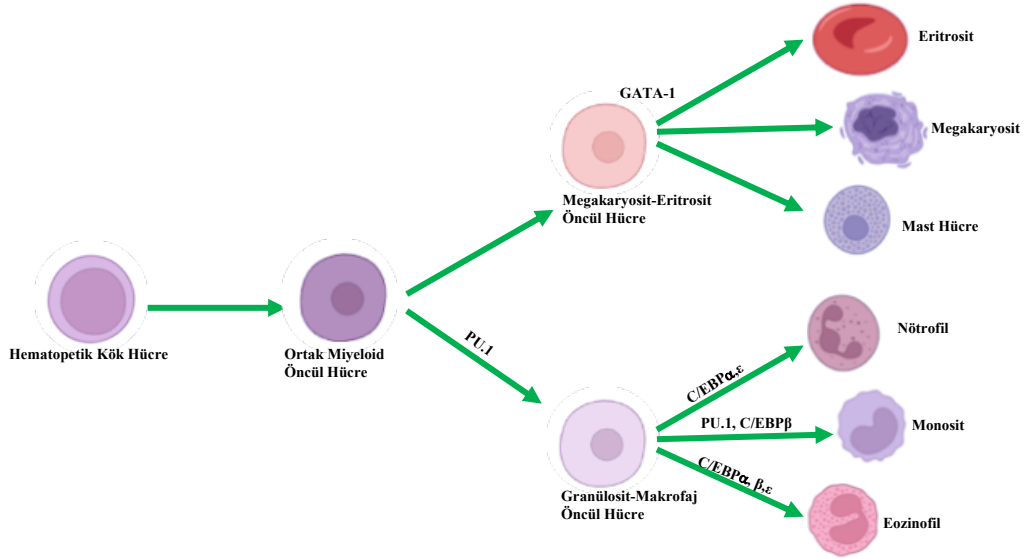 Eritrosit
GATA-1
Megakaryosit
Megakaryosit-Eritrosit
Öncül Hücre
Mast Hücre
Hematopetik Kök Hücre
Ortak Miyeloid
Öncül Hücre
PU.1
Nötrofil
C/EBPα,ε
PU.1, C/EBPβ
Monosit
C/EBPα, β,ε
Granülosit-Makrofaj
Öncül Hücre
Eozinofil